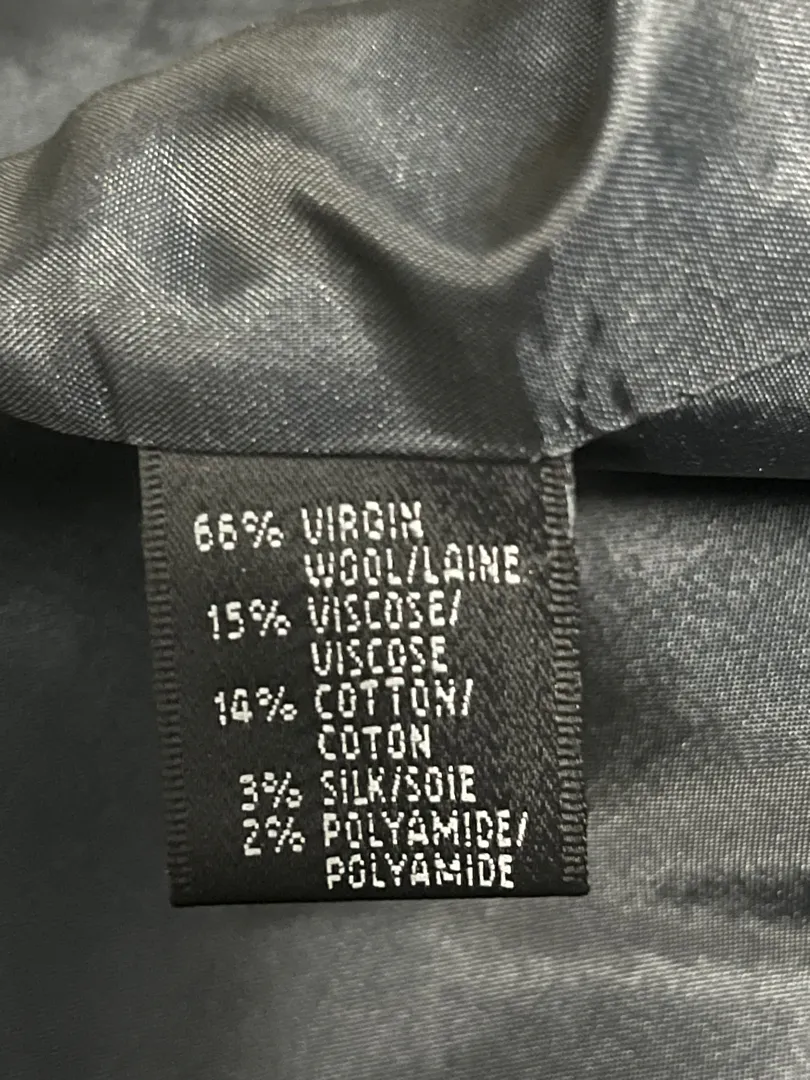 66% VIRGIN
WOOL/LAINE
15% VISCOSE/
VISCOSE
14% COTTON/
COTON
3% SILK/SOIE
2% POLYAMIDE/
POLYAMIDE